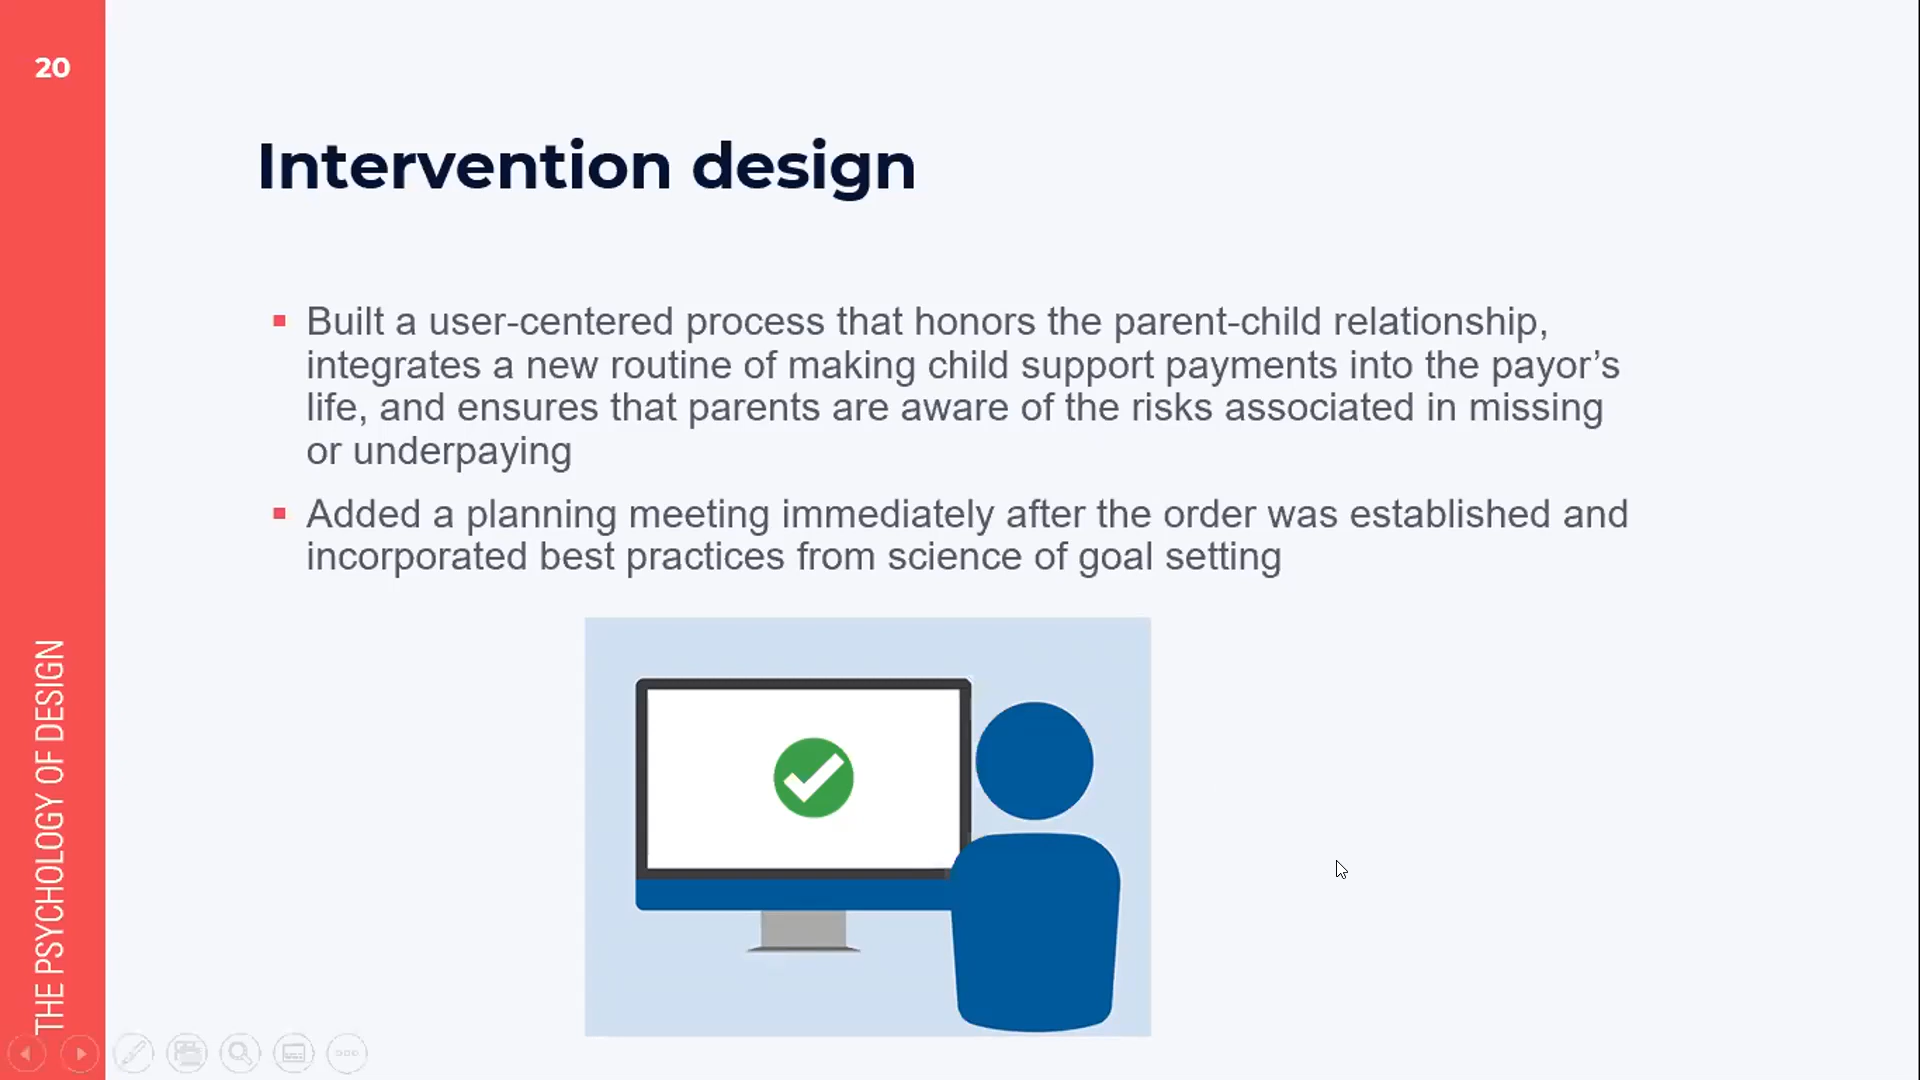 20
Intervention design
Built a user-centered process that honors the parent-child relationship,
integrates a new routine of making child support payments into the payor’s
life, and ensures that parents are aware of the risks associated in missing
or underpaying
Added a planning meeting immediately after the order was established and
incorporated best practices from science of goal setting
THE PSYCHOLOGY OF DESIGN